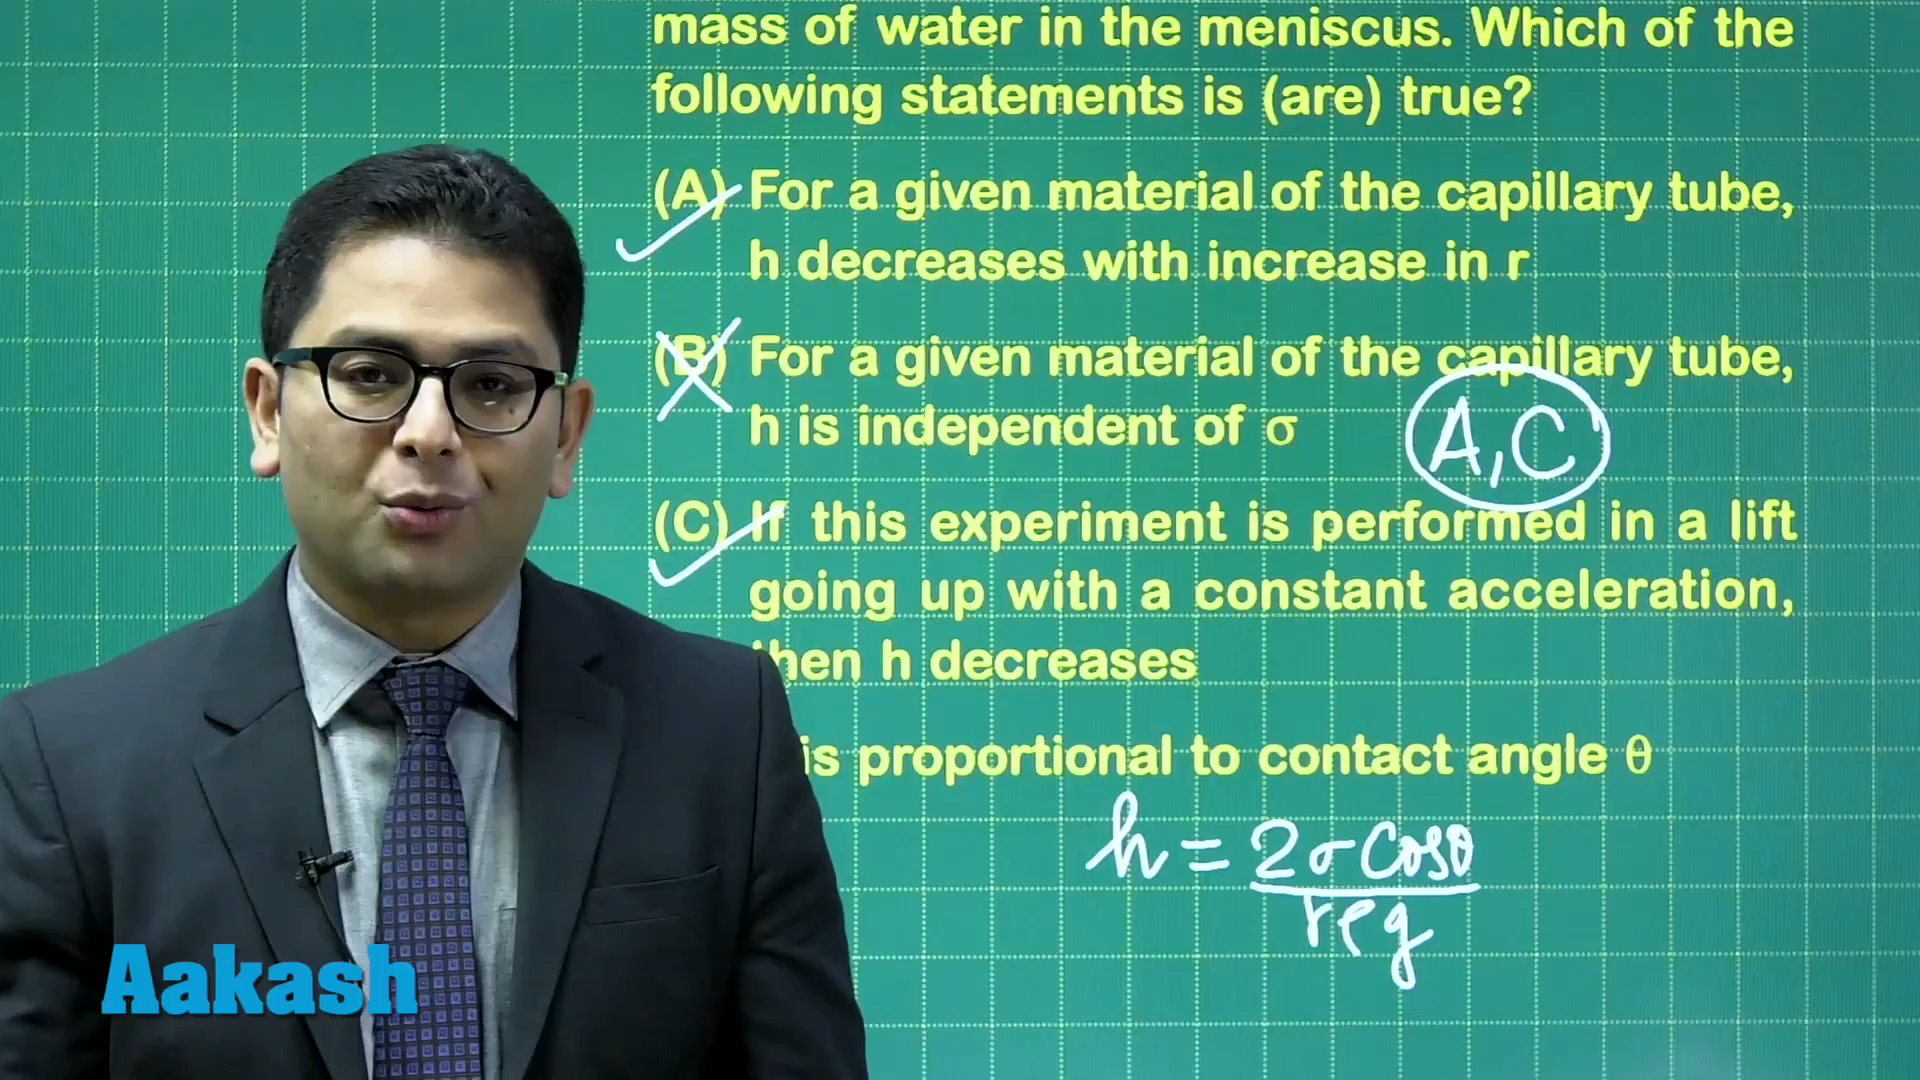 mass of water in the meniscus. Which of the
following statements is (are) true?
(A) For a given material of the capillary tube,
h decreases with increase in r
(B) For a given material of the capillary tube,
h is independent of σ
A, C
(C) If this experiment is performed in a lift
going up with a constant acceleration,
then h decreases
is proportional to contact angle θ
h = 2σ cosθ
rρg
Aakash